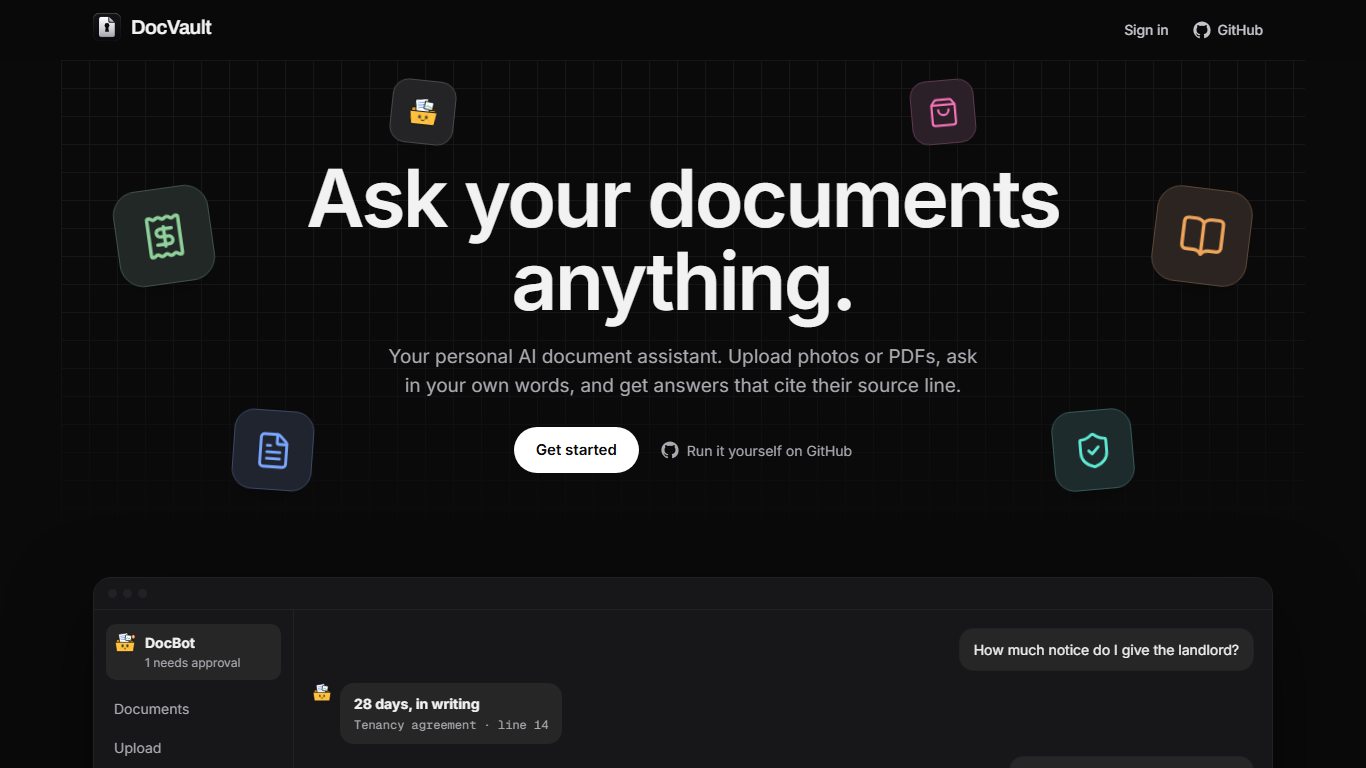 DocVault
Sign in
GitHub
Ask your documents
anything.
Your personal AI document assistant. Upload photos or PDFs, ask
in your own words, and get answers that cite their source line.
Get started
Run it yourself on GitHub
DocBot
1 needs approval
Documents
Upload
How much notice do I give the landlord?
28 days, in writing
Tenancy agreement · line 14